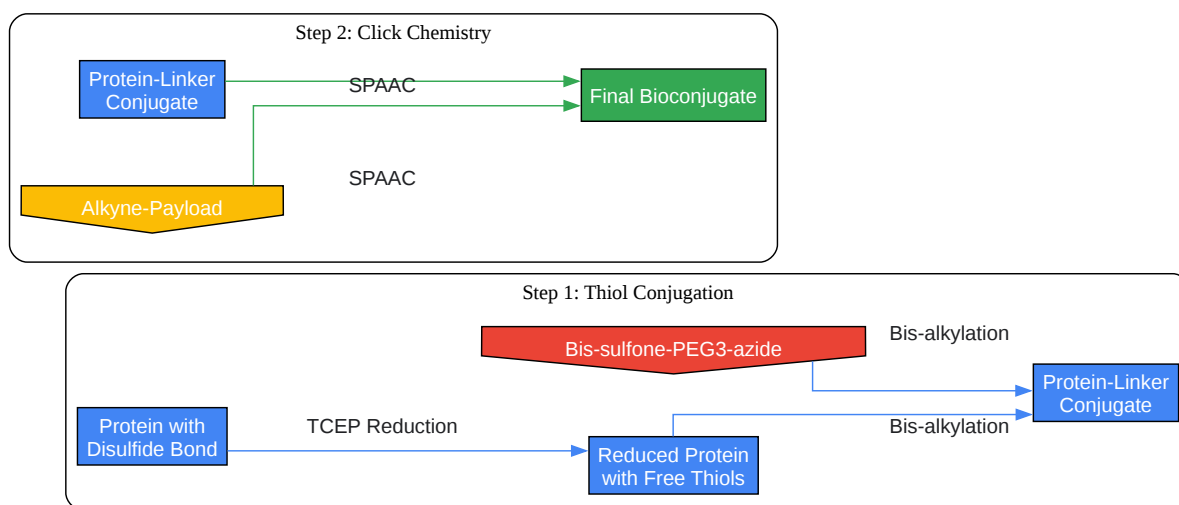 Step 2: Click Chemistry
Protein-Linker
Conjugate
SPAAC
Final Bioconjugate
SPAAC
Alkyne-Payload
Step 1: Thiol Conjugation
Bis-sulfone-PEG3-azide
Bis-alkylation
Protein-Linker
Conjugate
Protein with
Disulfide Bond
TCEP Reduction
Bis-alkylation
Reduced Protein
with Free Thiols